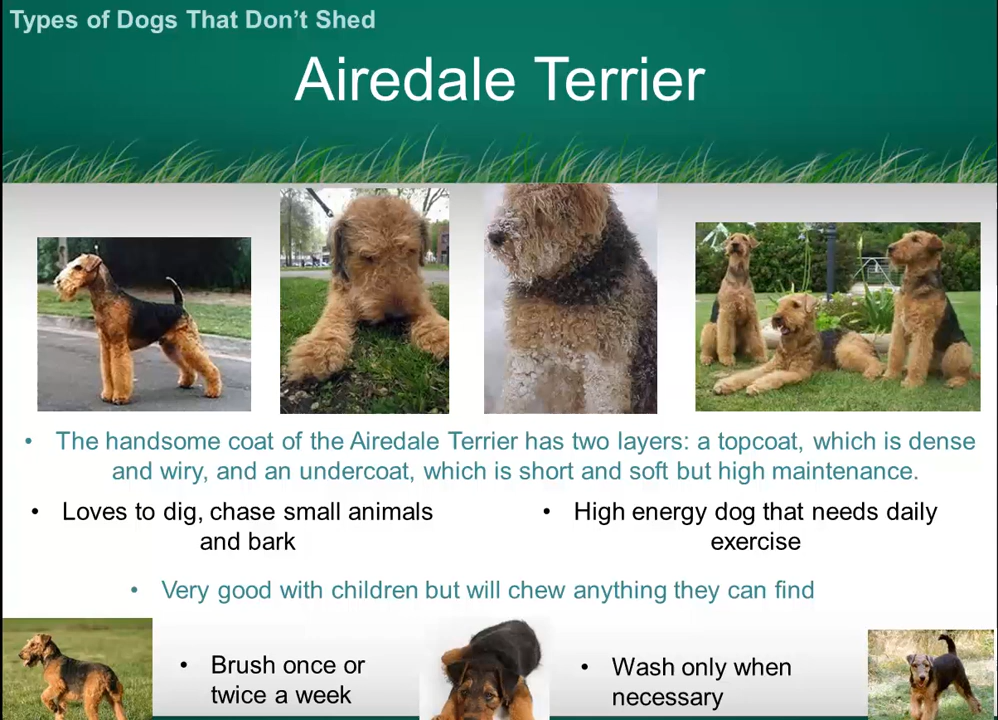 Types of Dogs That Don't Shed
Airedale Terrier
• The handsome coat of the Airedale Terrier has two layers: a topcoat, which is dense
and wiry, and an undercoat, which is short and soft but high maintenance.
• Loves to dig, chase small animals
and bark
• High energy dog that needs daily
exercise
• Very good with children but will chew anything they can find
• Brush once or
twice a week
• Wash only when
necessary